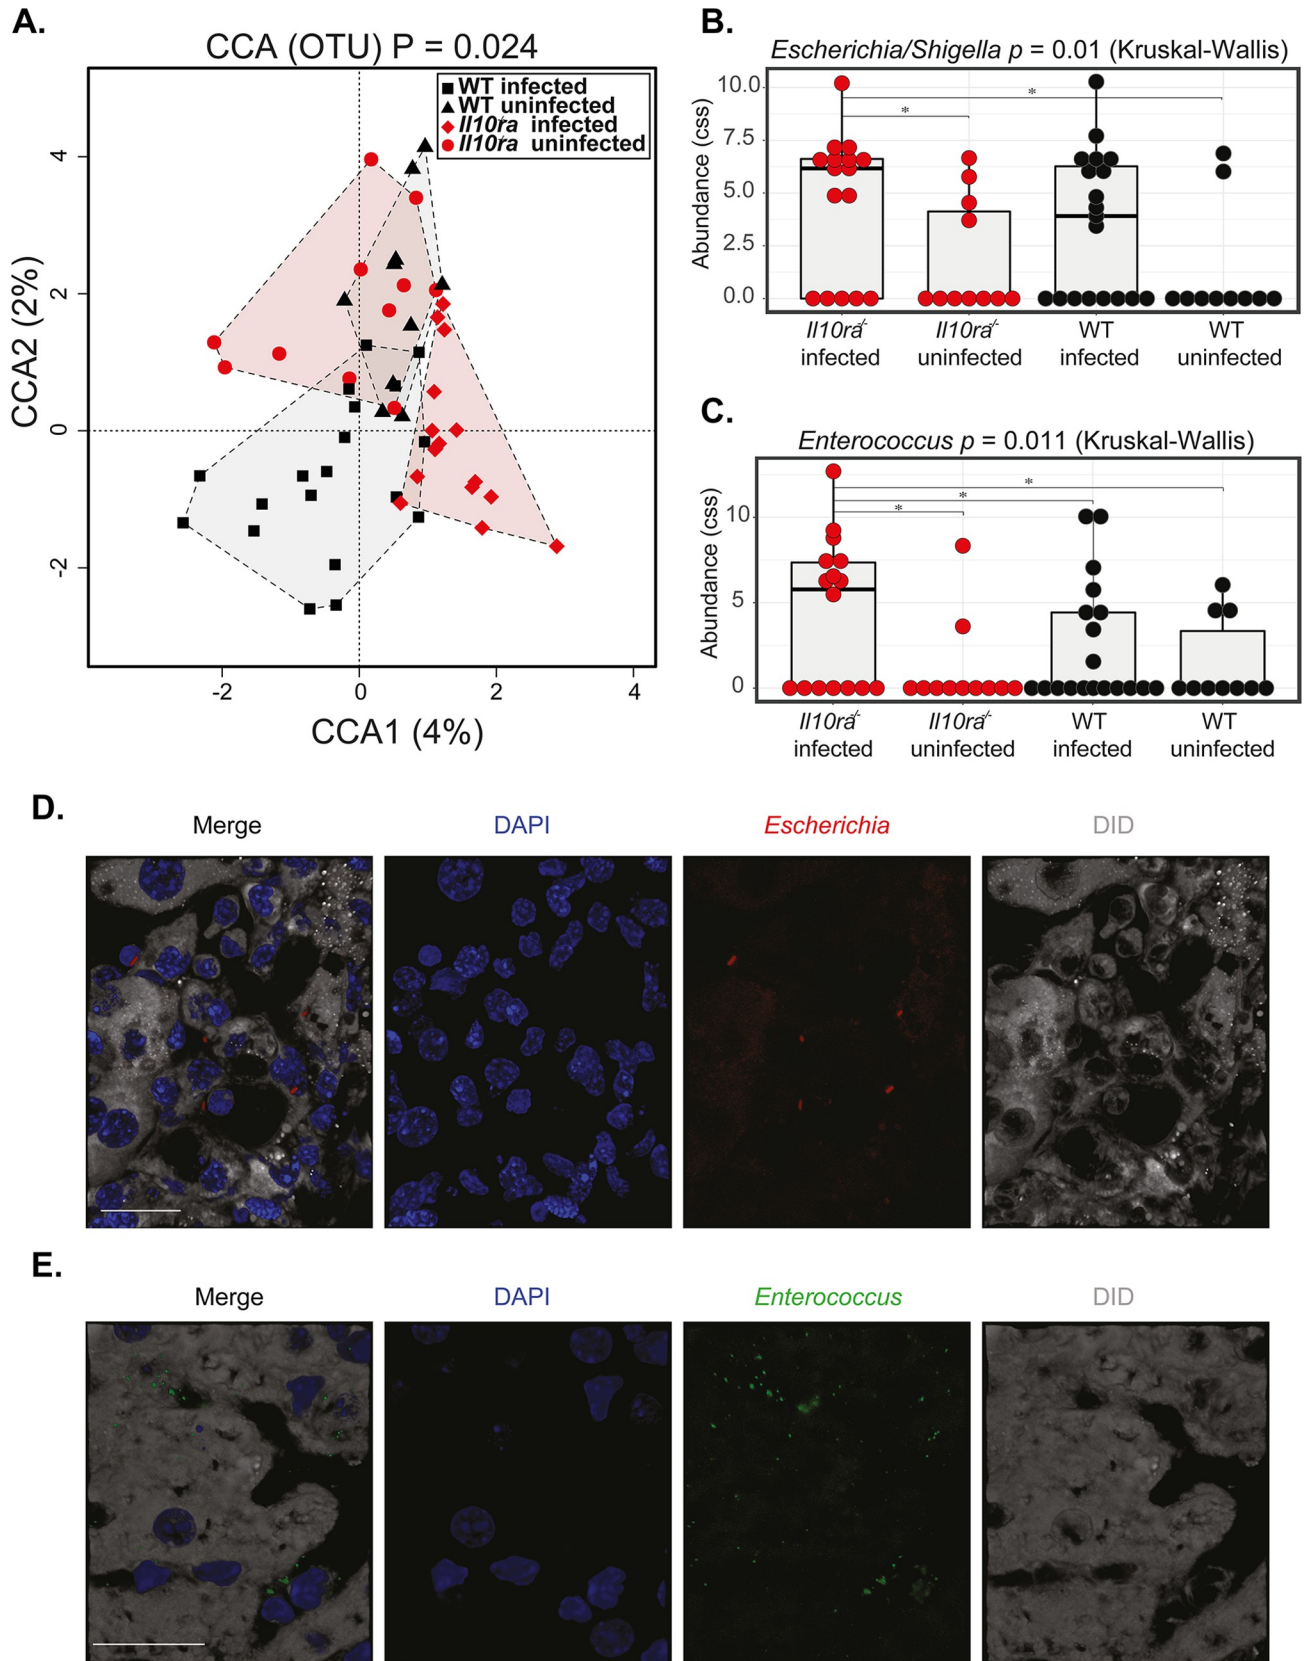 A.
CCA (OTU) P = 0.024
WT infected
WT uninfected
Il10ra infected
Il10ra uninfected
4
2
0
-2
CCA2 (2%)
-2
0
2
4
CCA1 (4%)
B.
Escherichia/Shigella p = 0.01 (Kruskal-Wallis)
Abundance (css)
10.0
7.5
5.0
2.5
0.0
*
*
Il10ra-/- Il10ra-/- WT WT
infected uninfected infected uninfected
C.
Enterococcus p = 0.011 (Kruskal-Wallis)
Abundance (css)
10
5
0
*
*
*
Il10ra-/- Il10ra-/- WT WT
infected uninfected infected uninfected
D.
Merge DAPI Escherichia DID
E.
Merge DAPI Enterococcus DID